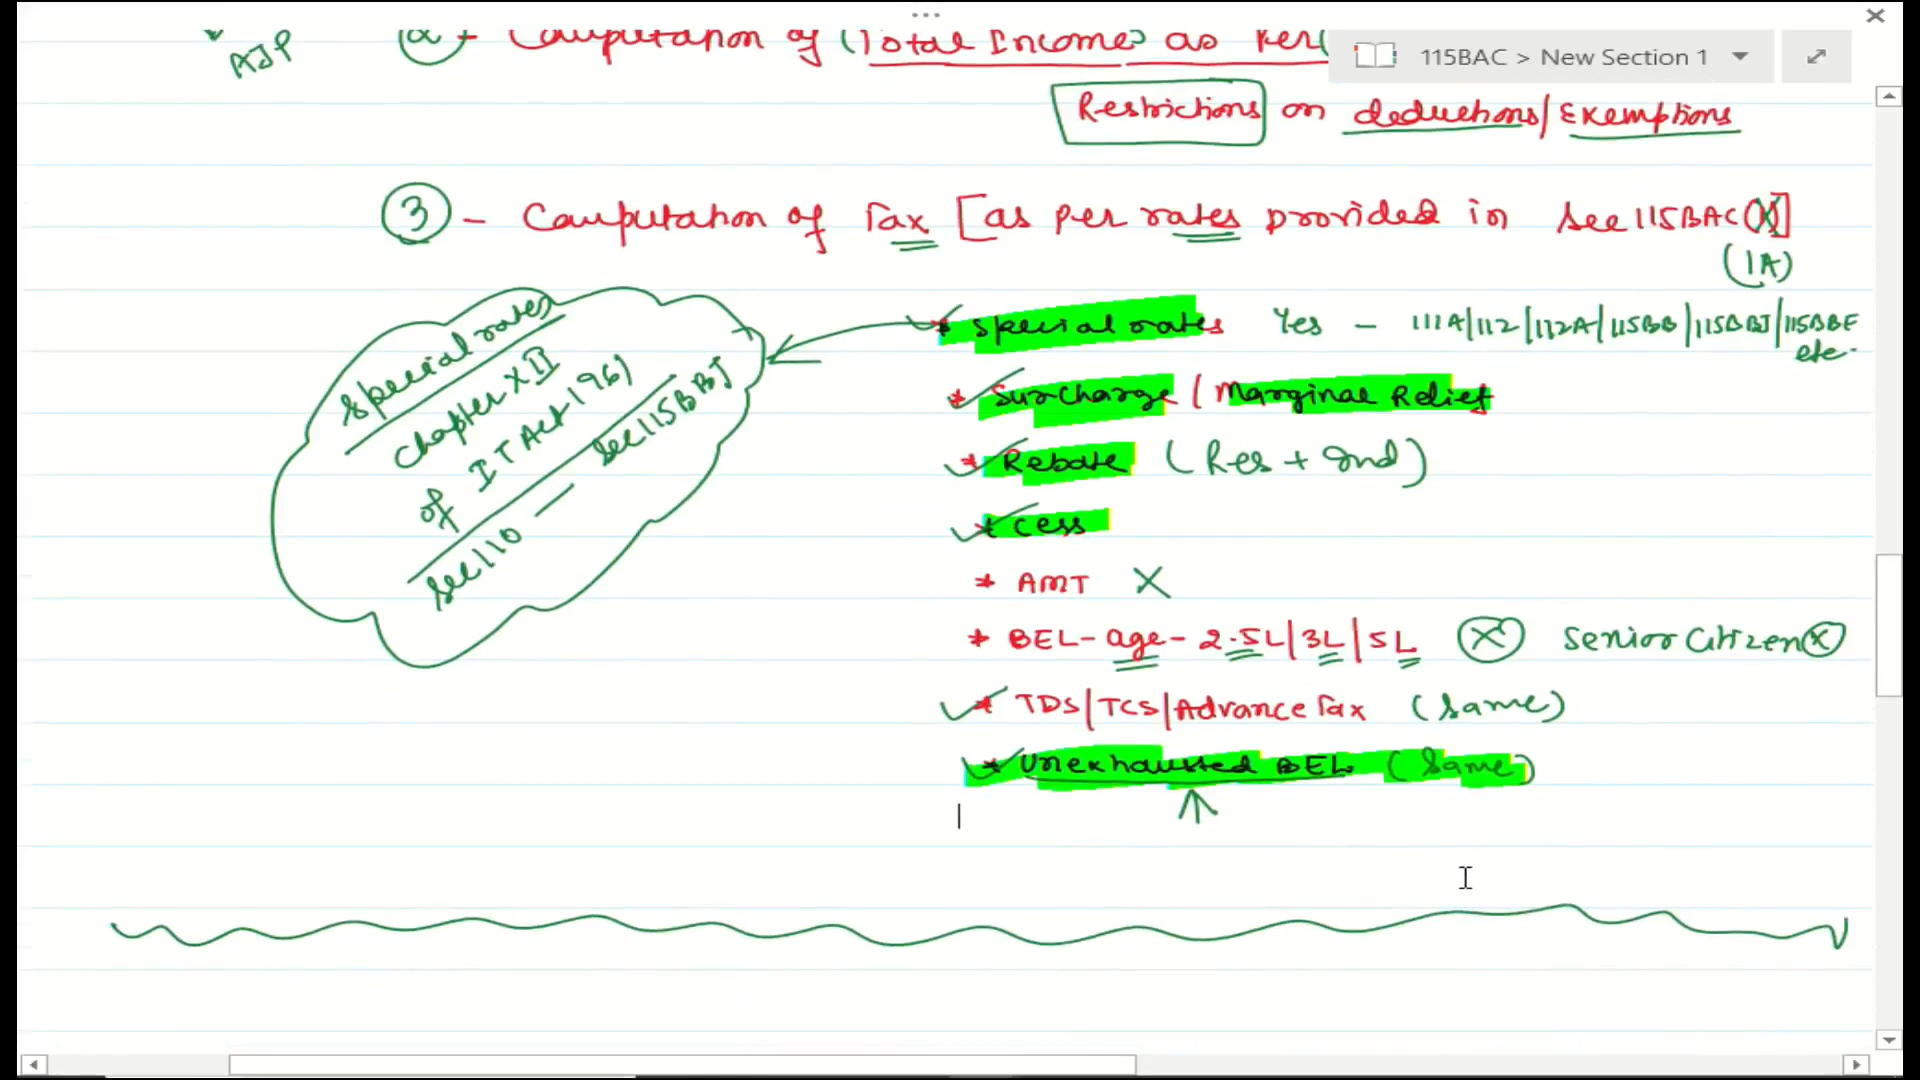 115BAC > New Section 1
② - Computation of (Total Income) as Per
AJP
Restrictions on deductions/Exemptions
③ - Computation of Tax [as per rates provided in Sec 115BAC(1)]
(1A)
* Special rates Yes - 111A/112/112A/115BB/115BBJ/115BBE
etc.
* Surcharge / Marginal Relief
* Rebate (Res + Ind)
* Cess
* AMT X
* BEL - age - 2.5L/3L/5L X Senior Citizen X
* TDS/TCS/Advance Tax (Same)
* Unexhausted BEL (Same)
Special rates
Chapter XII
of IT Act 1961
Sec 110 — Sec 115BBJ